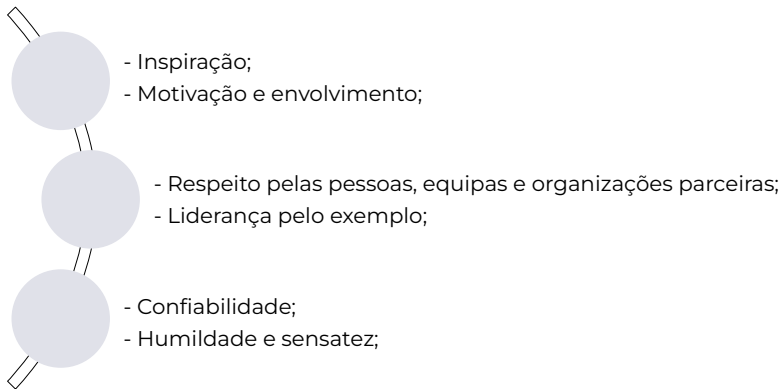 - Inspiração;
- Motivação e envolvimento;
- Respeito pelas pessoas, equipas e organizações parceiras;
- Liderança pelo exemplo;
- Confiabilidade;
- Humildade e sensatez;